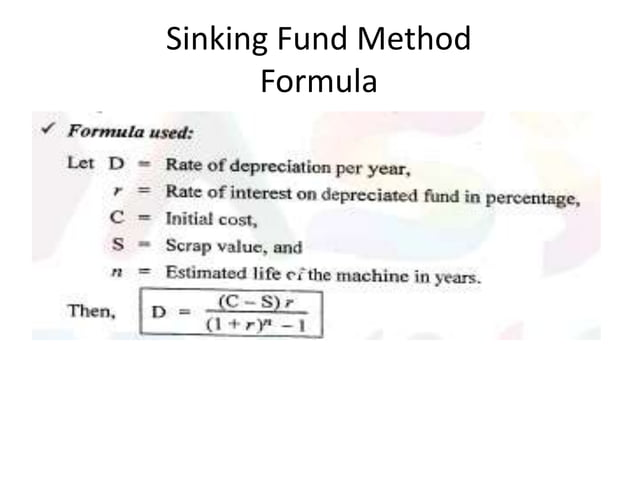 Sinking Fund Method
Formula
✓ Formula used:
Let D = Rate of depreciation per year,
r = Rate of interest on depreciated fund in percentage,
C = Initial cost,
S = Scrap value, and
n = Estimated life of the machine in years.
Then, D = (C – S) r / (1 + r)ⁿ – 1